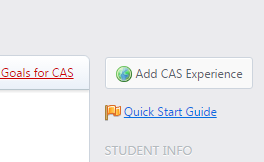 Goals for CAS
Add CAS Experience
Quick Start Guide
STUDENT INFO